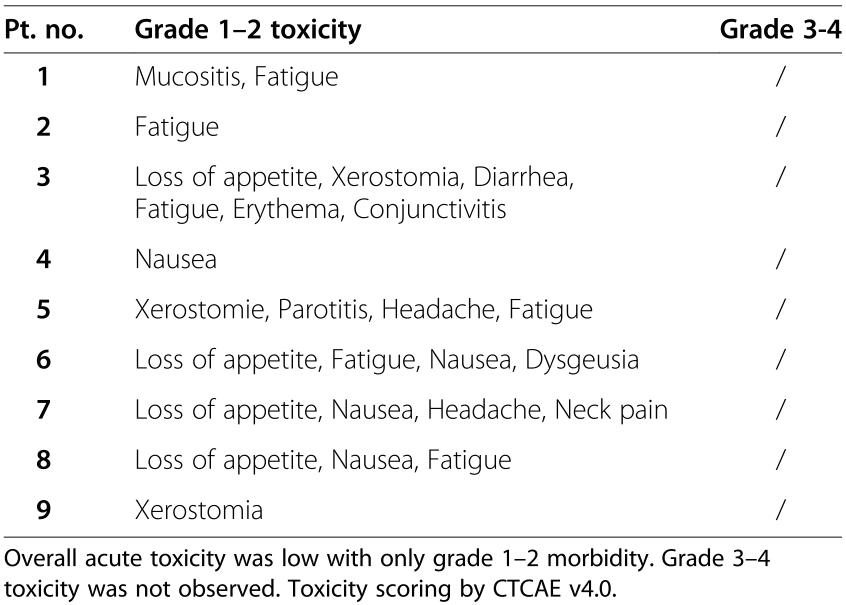 Pt. no. Grade 1–2 toxicity Grade 3-4
1 Mucositis, Fatigue /
2 Fatigue /
3 Loss of appetite, Xerostomia, Diarrhea, /
Fatigue, Erythema, Conjunctivitis
4 Nausea /
5 Xerostomie, Parotitis, Headache, Fatigue /
6 Loss of appetite, Fatigue, Nausea, Dysgeusia /
7 Loss of appetite, Nausea, Headache, Neck pain /
8 Loss of appetite, Nausea, Fatigue /
9 Xerostomia /
Overall acute toxicity was low with only grade 1–2 morbidity. Grade 3–4
toxicity was not observed. Toxicity scoring by CTCAE v4.0.